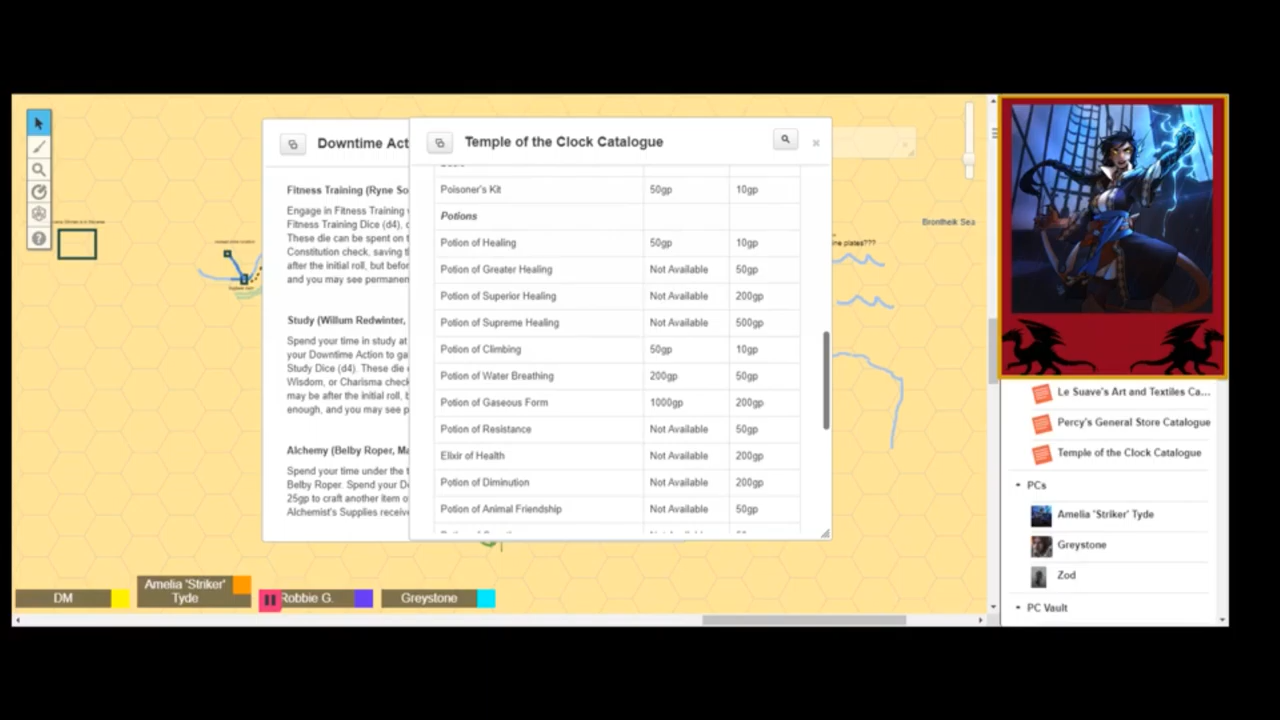 Downtime Act
Fitness Training (Ryne So
Engage in Fitness Training
Fitness Training Dice (d4),
These die can be spent on t
Constitution check, saving t
after the initial roll, but befor
and you may see permanen
Study (Willum Redwinter,
Spend your time in study at
your Downtime Action to ga
Study Dice (d4). These die
Wisdom, or Charisma check
may be after the initial roll, b
enough, and you may see p
Alchemy (Belby Roper, Ma
Spend your time under the t
Belby Roper. Spend your D
25gp to craft another item o
Alchemist's Supplies receive
Temple of the Clock Catalogue
Poisoner's Kit 50gp 10gp
Potions
Potion of Healing 50gp 10gp
Potion of Greater Healing Not Available 50gp
Potion of Superior Healing Not Available 200gp
Potion of Supreme Healing Not Available 500gp
Potion of Climbing 50gp 10gp
Potion of Water Breathing 200gp 50gp
Potion of Gaseous Form 1000gp 200gp
Potion of Resistance Not Available 50gp
Elixir of Health Not Available 200gp
Potion of Diminution Not Available 200gp
Potion of Animal Friendship Not Available 50gp
Brontheik Sea
ne plates???
Le Suave's Art and Textiles Ca...
Percy's General Store Catalogue
Temple of the Clock Catalogue
PCs
Amelia 'Striker' Tyde
Greystone
Zod
PC Vault
DM
Amelia 'Striker'
Tyde
Robbie G.
Greystone